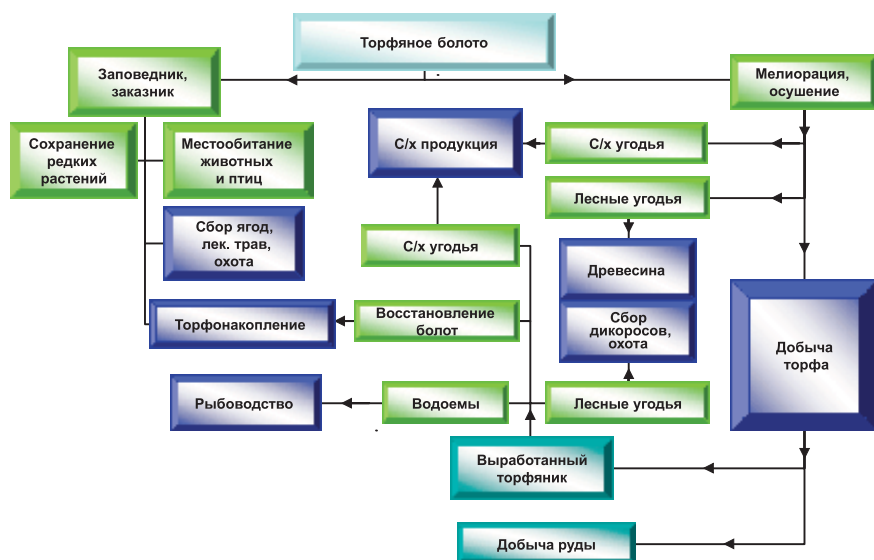 Торфяное болото
Заповедник,
заказник
Мелиорация,
осушение
Сохранение
редких
растений
Местообитание
животных
и птиц
С/х продукция
С/х угодья
Лесные угодья
Сбор ягод,
лек. трав,
охота
С/х угодья
Древесина
Торфонакопление
Восстановление
болот
Сбор
дикоросов,
охота
Добыча
торфа
Рыбоводство
Водоемы
Лесные угодья
Выработанный
торфяник
Добыча руды